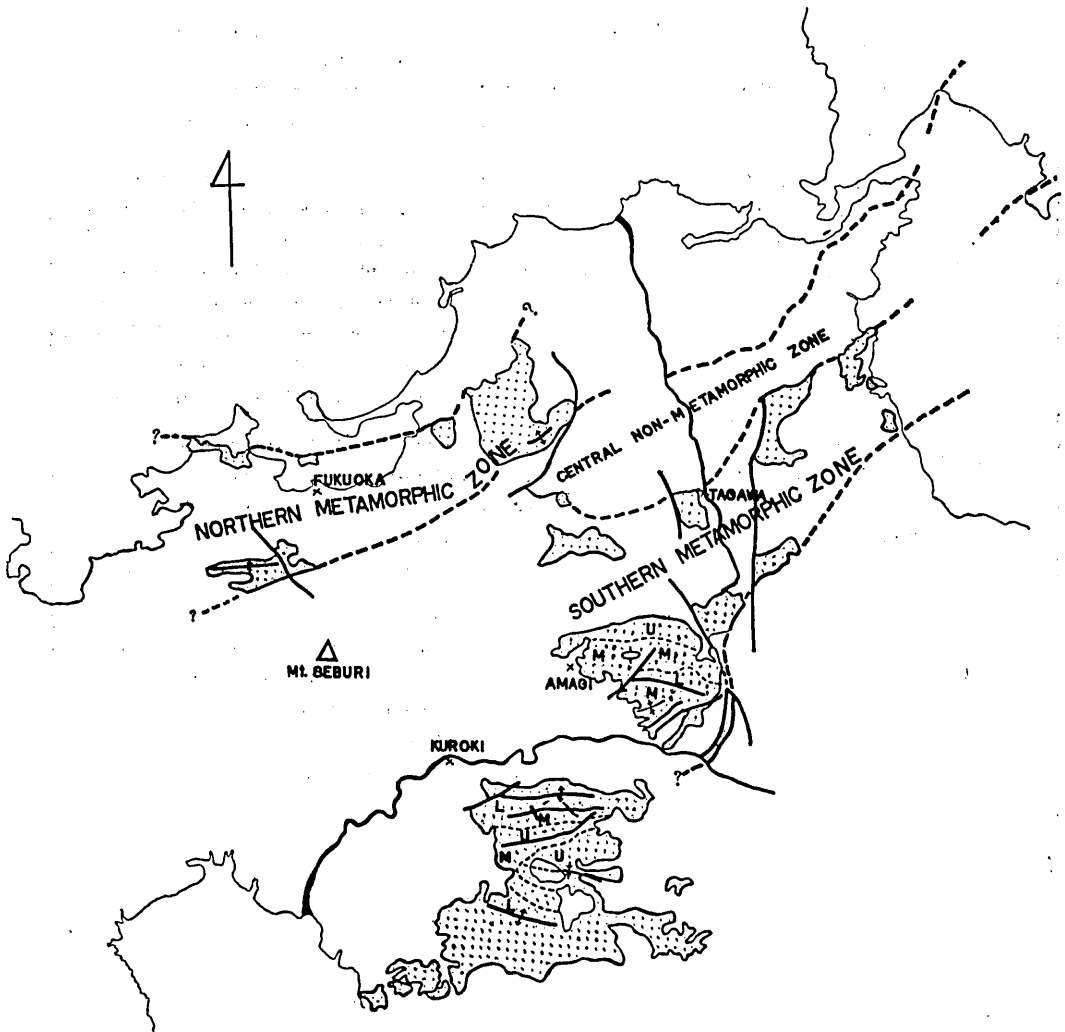 ?
CENTRAL NON-METAMORPHIC ZONE
?
FUKUOKA
NORTHERN METAMORPHIC ZONE
TAGAWA
SOUTHERN METAMORPHIC ZONE
?
U
M
M
Mt. SEBURI
AMAGI
L
M
KUROKI
?
L
M
U
M
U
L